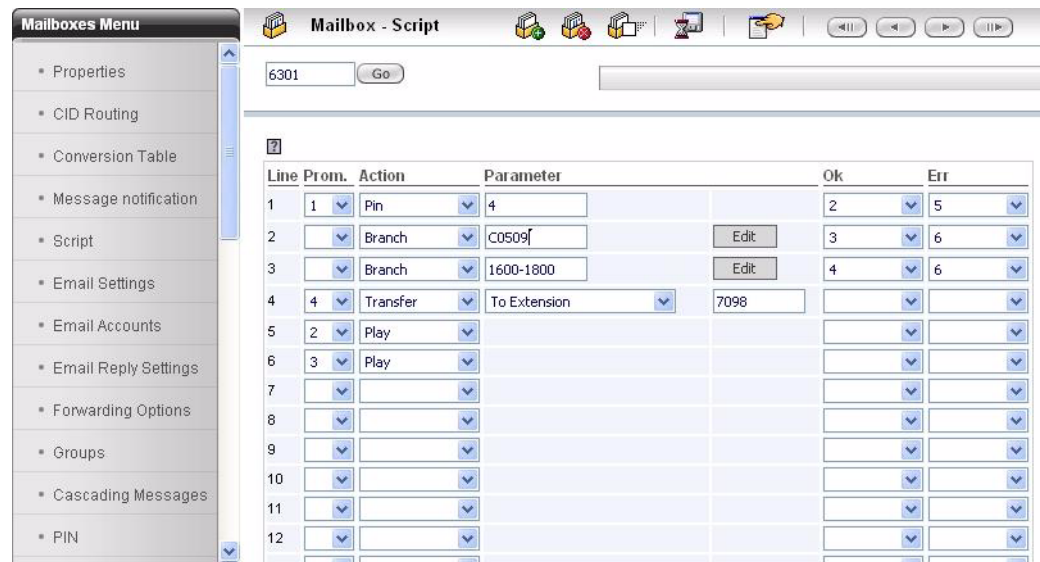 Mailboxes Menu
Mailbox - Script
• Properties
• CID Routing
• Conversion Table
• Message notification
• Script
• Email Settings
• Email Accounts
• Email Reply Settings
• Forwarding Options
• Groups
• Cascading Messages
• PIN
6301 Go
?
Line Prom. Action Parameter Ok Err
1 1 Pin 4 2 5
2 Branch C0509 Edit 3 6
3 Branch 1600-1800 Edit 4 6
4 4 Transfer To Extension 7098
5 2 Play
6 3 Play
7
8
9
10
11
12